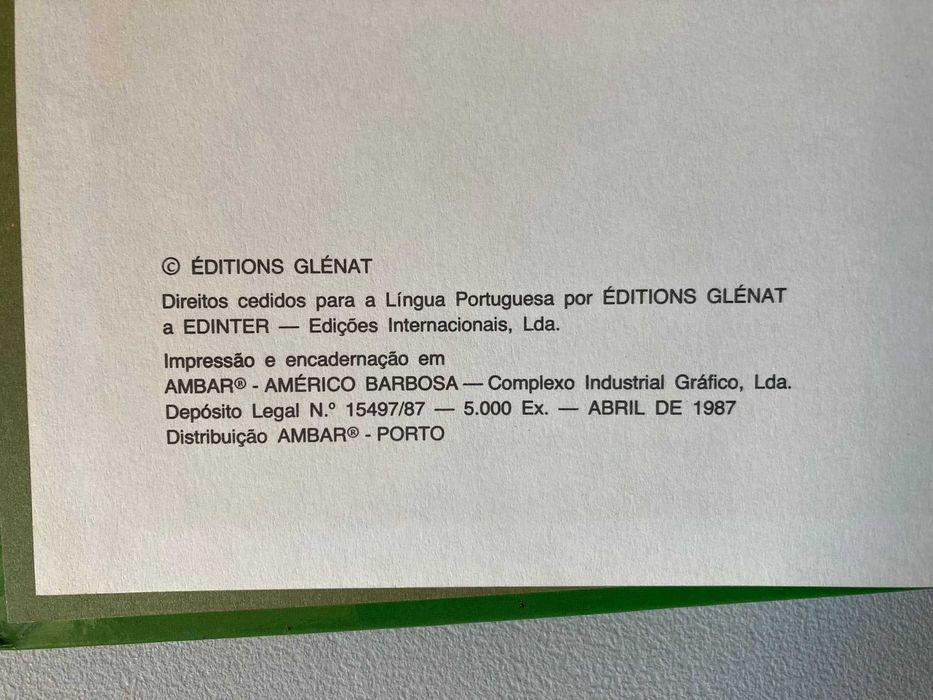 © ÉDITIONS GLÉNAT
Direitos cedidos para a Língua Portuguesa por ÉDITIONS GLÉNAT
a EDINTER — Edições Internacionais, Lda.
Impressão e encadernação em
AMBAR® - AMÉRICO BARBOSA — Complexo Industrial Gráfico, Lda.
Depósito Legal N.º 15497/87 — 5.000 Ex. — ABRIL DE 1987
Distribuição AMBAR® - PORTO